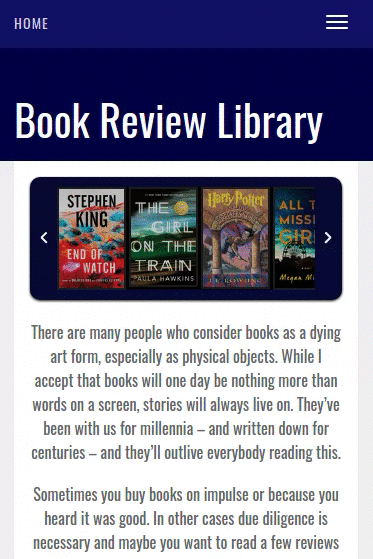 HOME
Book Review Library
STEPHEN
KING
END OF
WATCH
THE
GIRL
ON THE
TRAIN
PAULA HAWKINS
Harry Potter
J.K. ROWLING
ALL T
MISSI
GIR
Megan Mi
There are many people who consider books as a dying
art form, especially as physical objects. While I
accept that books will one day be nothing more than
words on a screen, stories will always live on. They’ve
been with us for millennia – and written down for
centuries – and they’ll outlive everybody reading this.
Sometimes you buy books on impulse or because you
heard it was good. In other cases due diligence is
necessary and maybe you want to read a few reviews